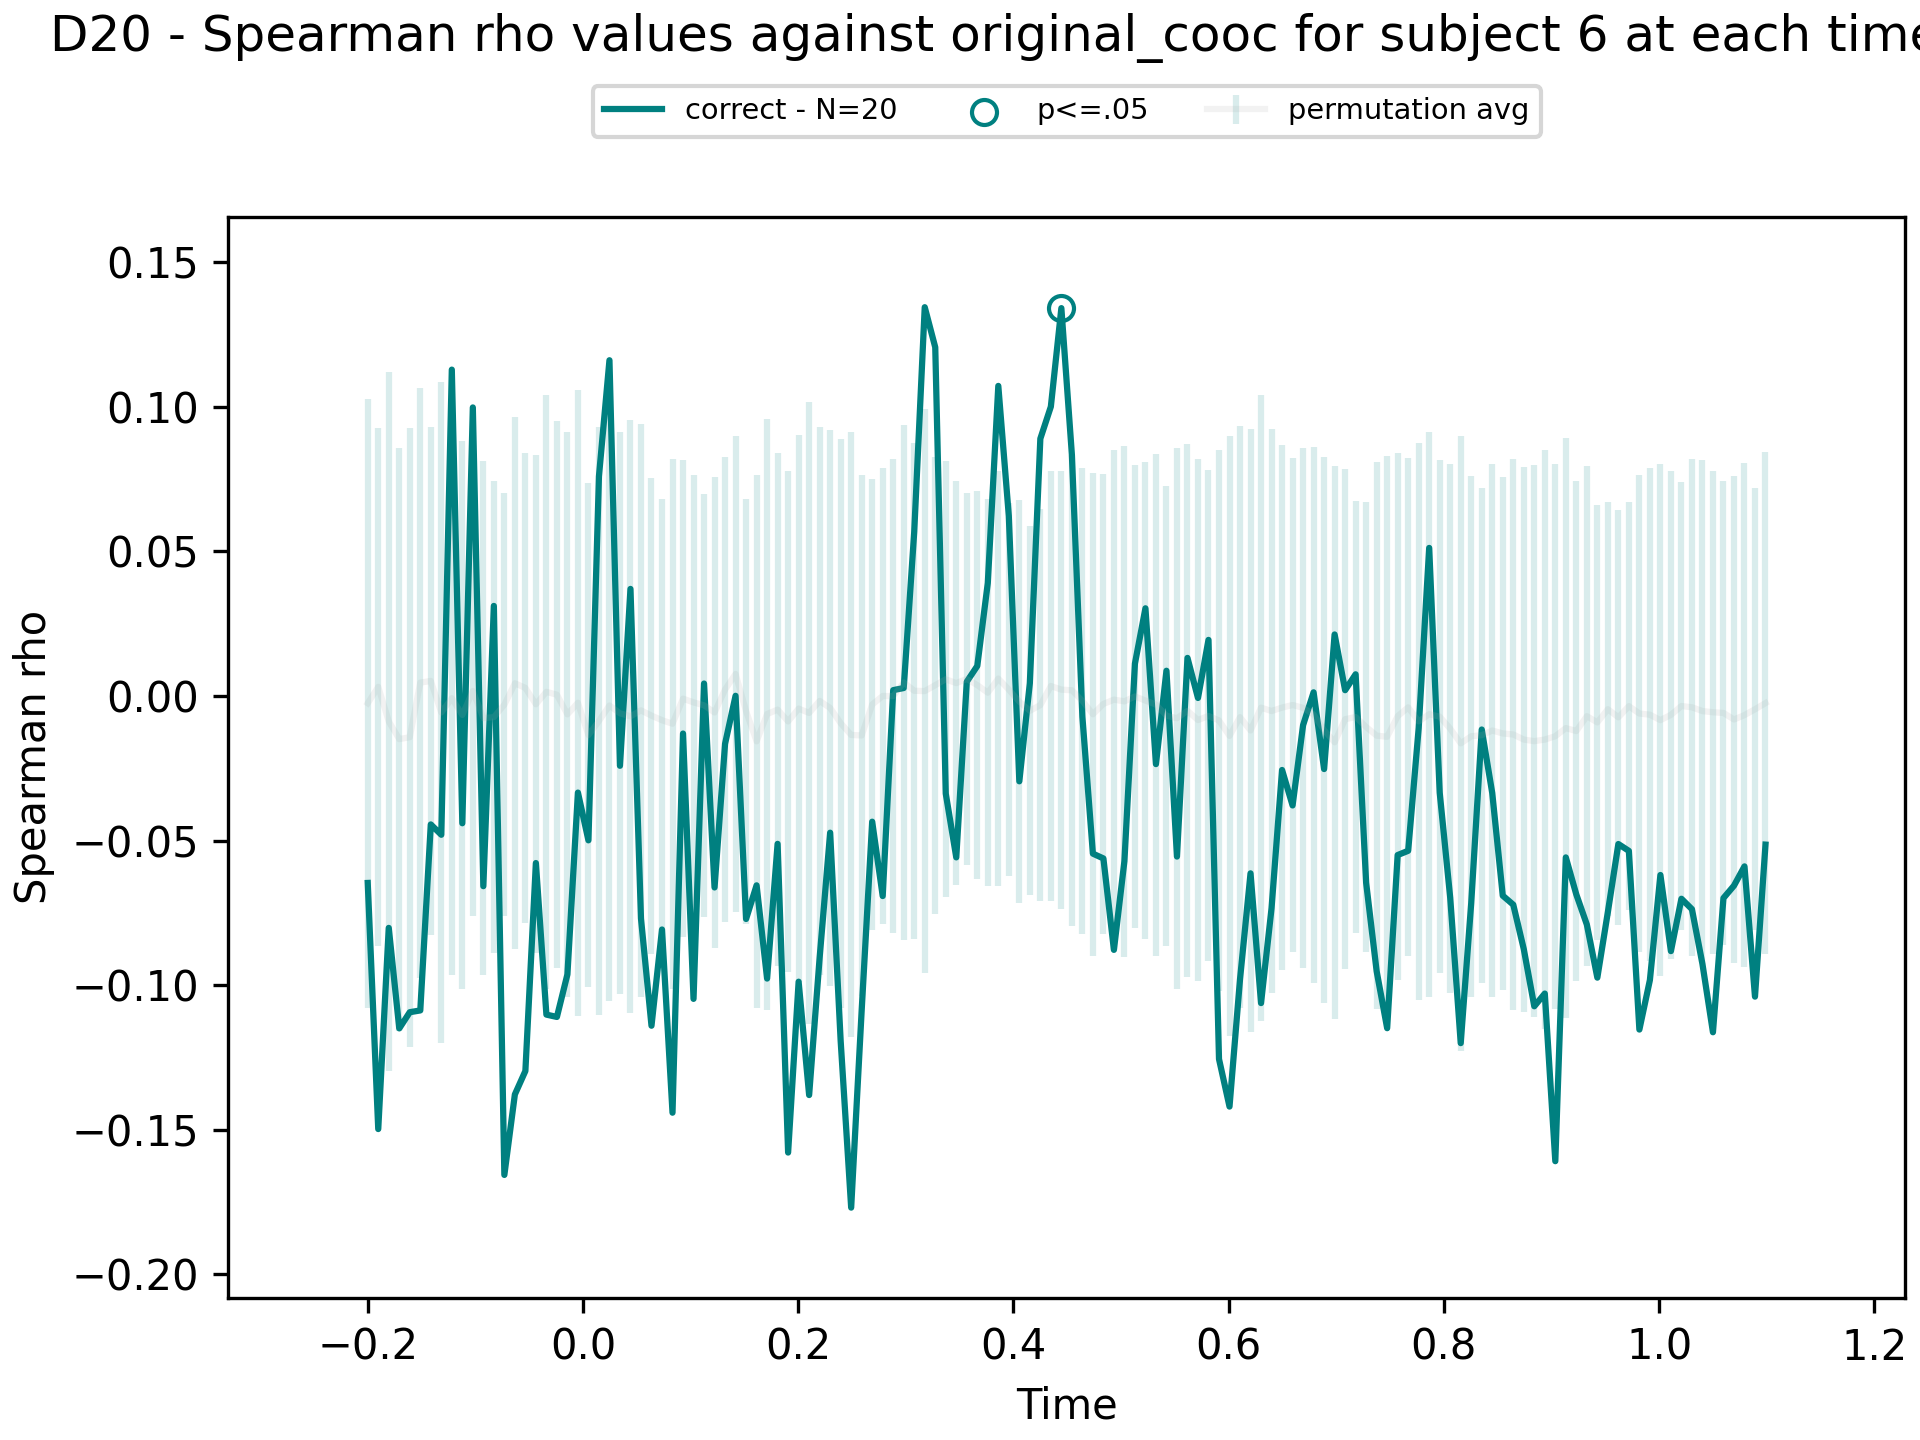 D20 - Spearman rho values against original_cooc for subject 6 at each time
correct - N=20 p<=.05 permutation avg
0.15
0.10
0.05
0.00
−0.05
−0.10
−0.15
−0.20
Spearman rho
−0.2 0.0 0.2 0.4 0.6 0.8 1.0 1.2
Time